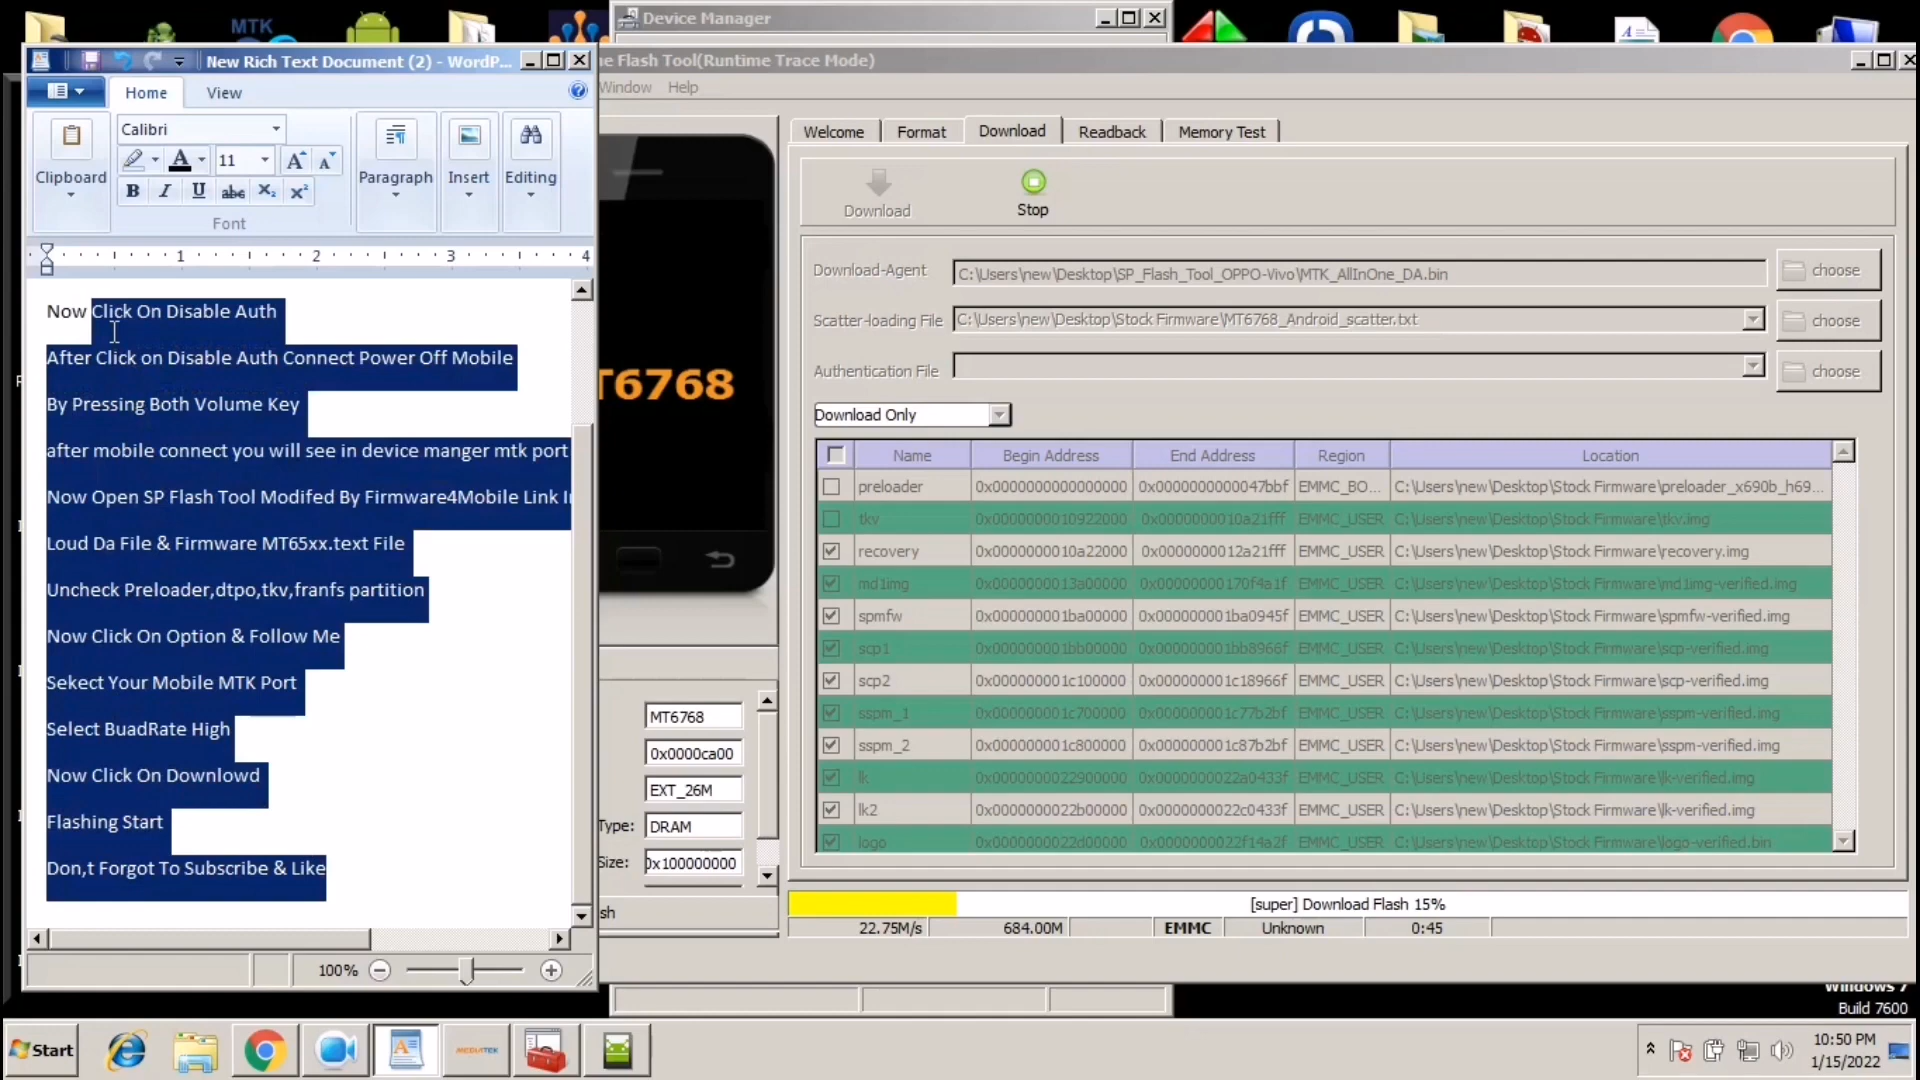 MTK
Device Manager
New Rich Text Document (2) - WordP...
ne Flash Tool(Runtime Trace Mode)
Home
View
Window Help
Calibri
11
Clipboard
Paragraph
Insert
Editing
B I U abc X₂ X²
Font
1 2 3 4
Now Click On Disable Auth
After Click on Disable Auth Connect Power Off Mobile
By Pressing Both Volume Key
after mobile connect you will see in device manger mtk port
Now Open SP Flash Tool Modifed By Firmware4Mobile Link I
Loud Da File & Firmware MT65xx.text File
Uncheck Preloader,dtpo,tkv,franfs partition
Now Click On Option & Follow Me
Sekect Your Mobile MTK Port
Select BuadRate High
Now Click On Downlowd
Flashing Start
Don,t Forgot To Subscribe & Like
100%
T6768
MT6768
0x0000ca00
EXT_26M
Type: DRAM
Size: 0x100000000
sh
Welcome Format Download Readback Memory Test
Download
Stop
Download-Agent C:\Users\new\Desktop\SP_Flash_Tool_OPPO-Vivo\MTK_AllInOne_DA.bin choose
Scatter-loading File C:\Users\new\Desktop\Stock Firmware\MT6768_Android_scatter.txt choose
Authentication File choose
Download Only
Name Begin Address End Address Region Location
preloader 0x0000000000000000 0x0000000000047bbf EMMC_BO... C:\Users\new\Desktop\Stock Firmware\preloader_x690b_h69...
tkv 0x0000000010922000 0x0000000010a21fff EMMC_USER C:\Users\new\Desktop\Stock Firmware\tkv.img
recovery 0x0000000010a22000 0x0000000012a21fff EMMC_USER C:\Users\new\Desktop\Stock Firmware\recovery.img
md1img 0x0000000013a00000 0x00000000170f4a1f EMMC_USER C:\Users\new\Desktop\Stock Firmware\md1img-verified.img
spmfw 0x000000001ba00000 0x000000001ba0945f EMMC_USER C:\Users\new\Desktop\Stock Firmware\spmfw-verified.img
scp1 0x000000001bb00000 0x000000001bb8966f EMMC_USER C:\Users\new\Desktop\Stock Firmware\scp-verified.img
scp2 0x000000001c100000 0x000000001c18966f EMMC_USER C:\Users\new\Desktop\Stock Firmware\scp-verified.img
sspm_1 0x000000001c700000 0x000000001c77b2bf EMMC_USER C:\Users\new\Desktop\Stock Firmware\sspm-verified.img
sspm_2 0x000000001c800000 0x000000001c87b2bf EMMC_USER C:\Users\new\Desktop\Stock Firmware\sspm-verified.img
lk 0x0000000022900000 0x0000000022a0433f EMMC_USER C:\Users\new\Desktop\Stock Firmware\lk-verified.img
lk2 0x0000000022b00000 0x0000000022c0433f EMMC_USER C:\Users\new\Desktop\Stock Firmware\lk-verified.img
logo 0x0000000022d00000 0x0000000022f14a2f EMMC_USER C:\Users\new\Desktop\Stock Firmware\logo-verified.bin
[super] Download Flash 15%
22.75M/s 684.00M EMMC Unknown 0:45
Windows 7
Build 7600
Start
MEDIATEK
10:50 PM
1/15/2022